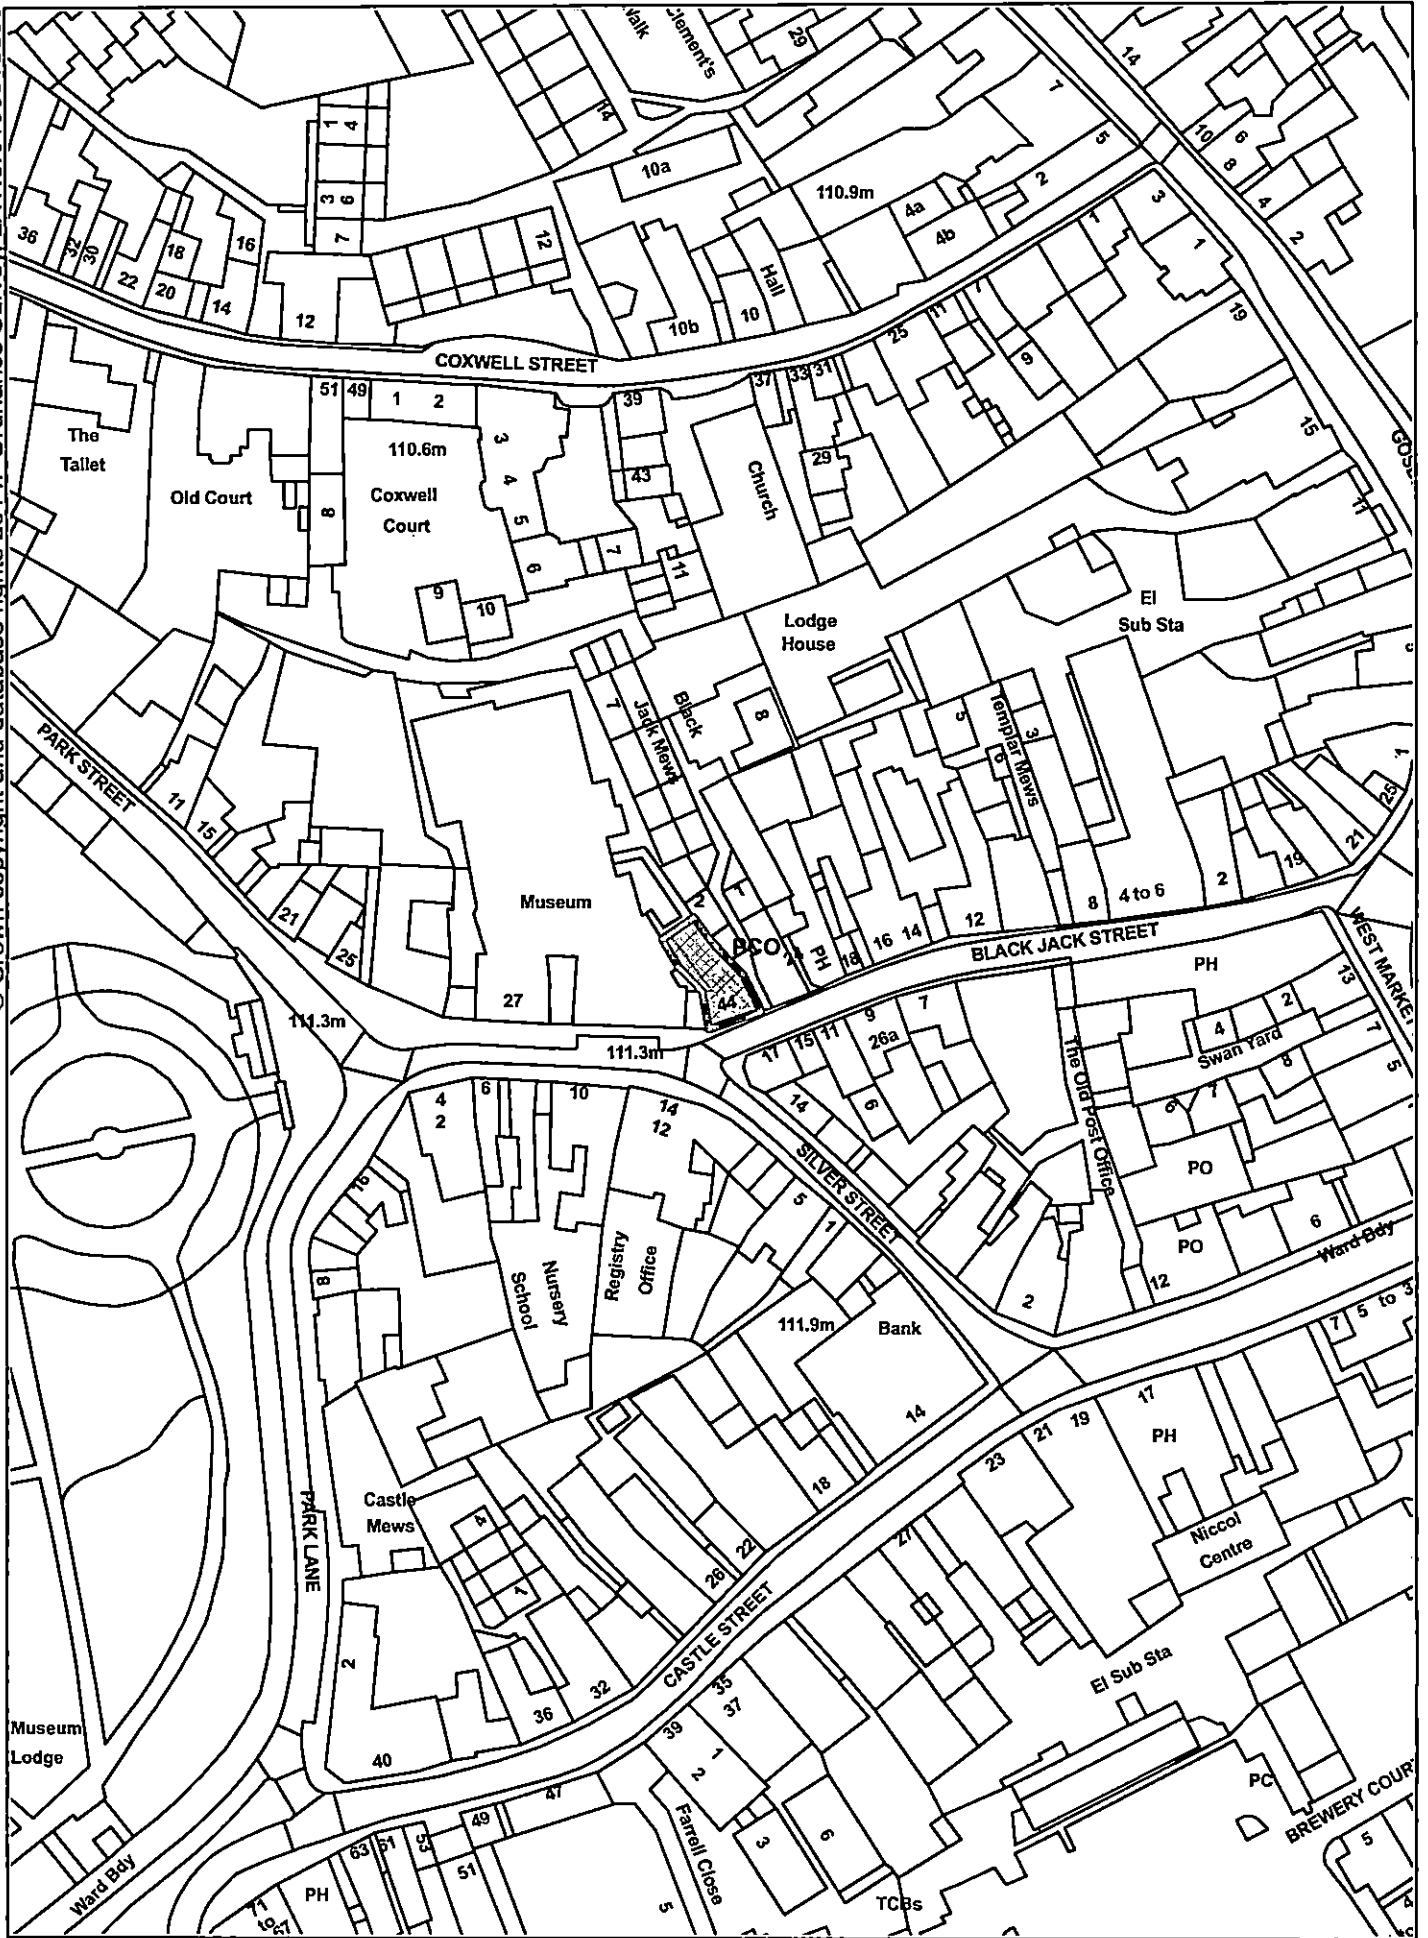 Walk
Clement's
29
14
14
7
5
10
6
8
4
2
1
4
3
6
7
10a
110.9m
4a
4b
2
3
1
1
36
32
30
22
18
20
16
14
12
12
10b
10
Hall
25
11
9
19
15
11
COXWELL STREET
The
Tallet
Old Court
51
49
1
2
110.6m
Coxwell
Court
8
3
4
5
6
7
9
10
39
43
11
37
33
31
29
Church
Lodge
House
El
Sub Sta
PARK STREET
11
15
21
25
Museum
27
7
Black
Jack Mews
8
2
1
PCO
24
PH
18
16
14
12
5
6
3
Templar Mews
8
4 to 6
2
19
21
25
1
BLACK JACK STREET
WEST MARKET
44
111.3m
111.3m
17
15
11
9
26a
7
6
14
PH
13
2
4
Swan Yard
8
7
6
7
5
The Old Post Office
PO
PO
12
6
Ward Bdy
4
2
6
10
14
12
SILVER STREET
5
1
16
8
Nursery
School
Registry
Office
111.9m
Bank
14
2
7
5 to 3
17
PH
19
21
23
Niccol
Centre
PARK LANE
Castle
Mews
4
1
18
22
26
27
CASTLE STREET
2
32
36
40
35
37
39
1
2
El Sub Sta
Museum
Lodge
Ward Bdy
47
49
51
53
61
63
PH
71
to
67
Farrell Close
5
3
6
TCBs
PC
BREWERY COUR
5